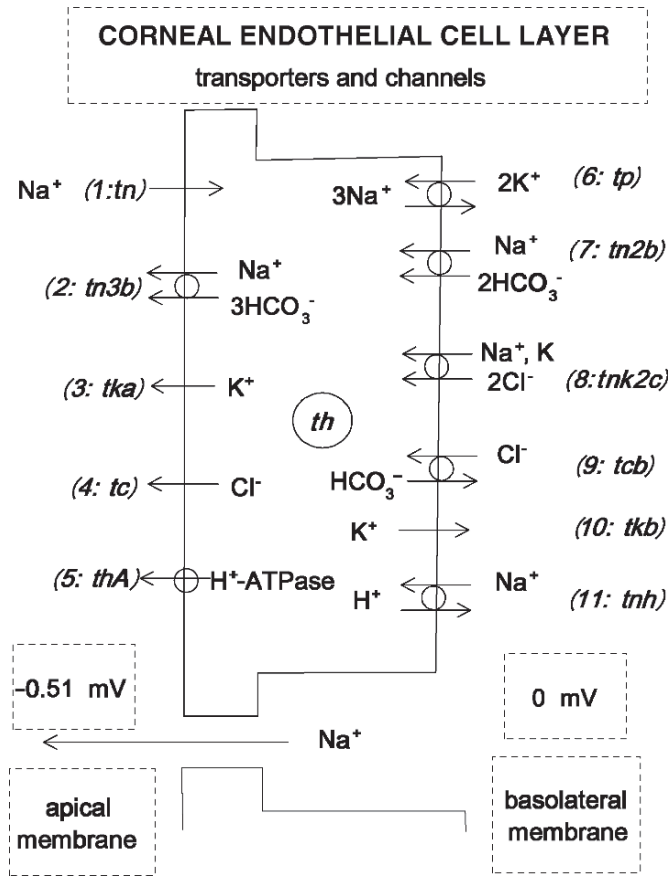 CORNEAL ENDOTHELIAL CELL LAYER
transporters and channels
Na⁺ (1:tn)
3Na⁺ 2K⁺ (6: tp)
(2: tn3b) Na⁺
3HCO₃⁻
Na⁺ (7: tn2b)
2HCO₃⁻
(3: tka) K⁺
Na⁺, K
2Cl⁻ (8:tnk2c)
th
(4: tc) Cl⁻
Cl⁻ (9: tcb)
HCO₃⁻
K⁺ (10: tkb)
(5: thA) H⁺-ATPase
Na⁺ (11: tnh)
H⁺
−0.51 mV
0 mV
Na⁺
apical
membrane
basolateral
membrane